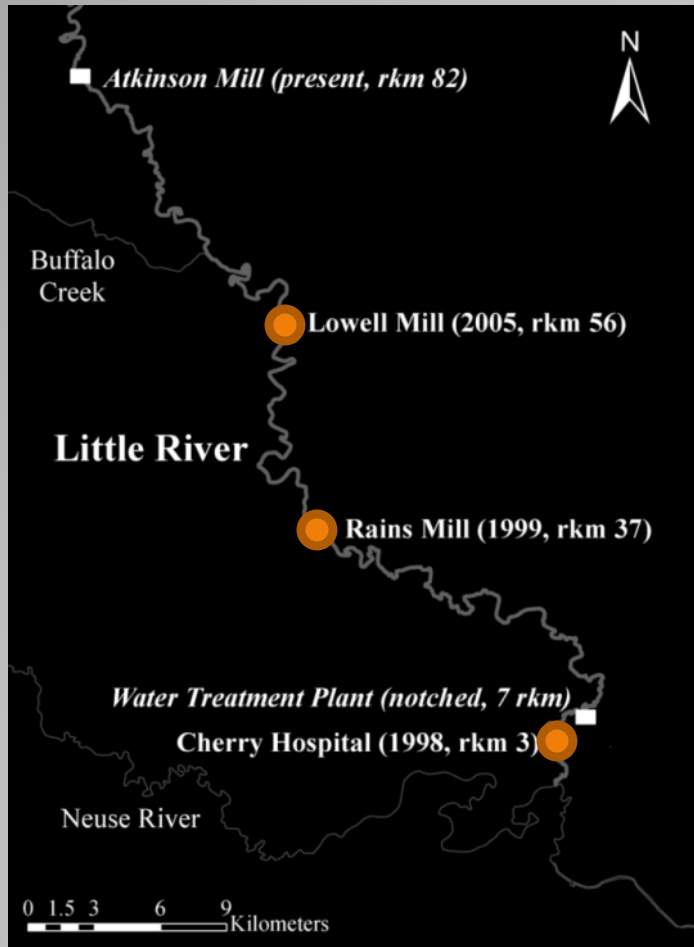 N
Atkinson Mill (present, rkm 82)
Buffalo
Creek
Lowell Mill (2005, rkm 56)
Little River
Rains Mill (1999, rkm 37)
Water Treatment Plant (notched, 7 rkm)
Cherry Hospital (1998, rkm 3)
Neuse River
0 1.5 3 6 9
Kilometers